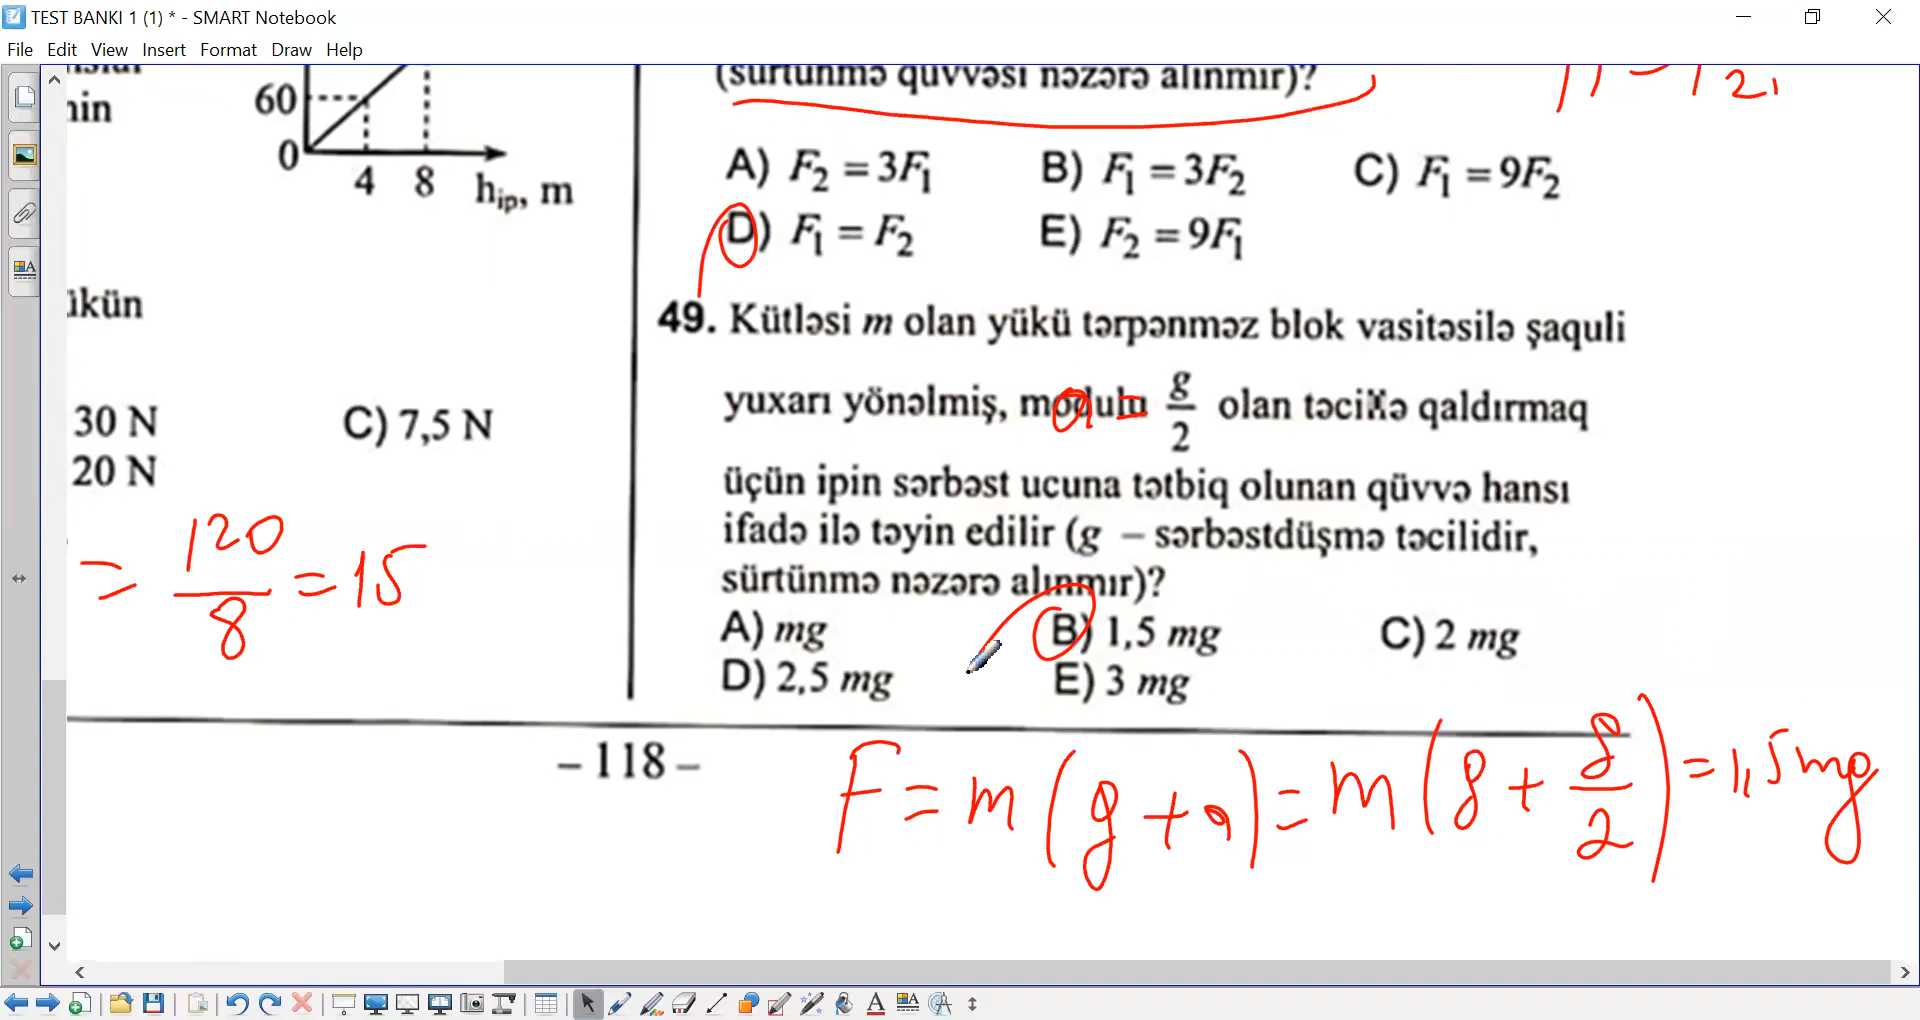 TEST BANKI 1 (1) * - SMART Notebook
File Edit View Insert Format Draw Help
min
60
0
4 8 h_ip, m
30 N C) 7,5 N
20 N
= 120/8 = 15
(sürtünmə qüvvəsi nəzərə alınmır)?
A) F₂ = 3F₁ B) F₁ = 3F₂ C) F₁ = 9F₂
D) F₁ = F₂ E) F₂ = 9F₁
49. Kütləsi m olan yükü tərpənməz blok vasitəsilə şaquli
yuxarı yönəlmiş, modulu a = g/2 olan təcillə qaldırmaq
üçün ipin sərbəst ucuna tətbiq olunan qüvvə hansı
ifadə ilə təyin edilir (g – sərbəstdüşmə təcilidir,
sürtünmə nəzərə alınmır)?
A) mg B) 1,5 mg C) 2 mg
D) 2,5 mg E) 3 mg
– 118 –
F = m(g + a) = m(g + g/2) = 1,5mg